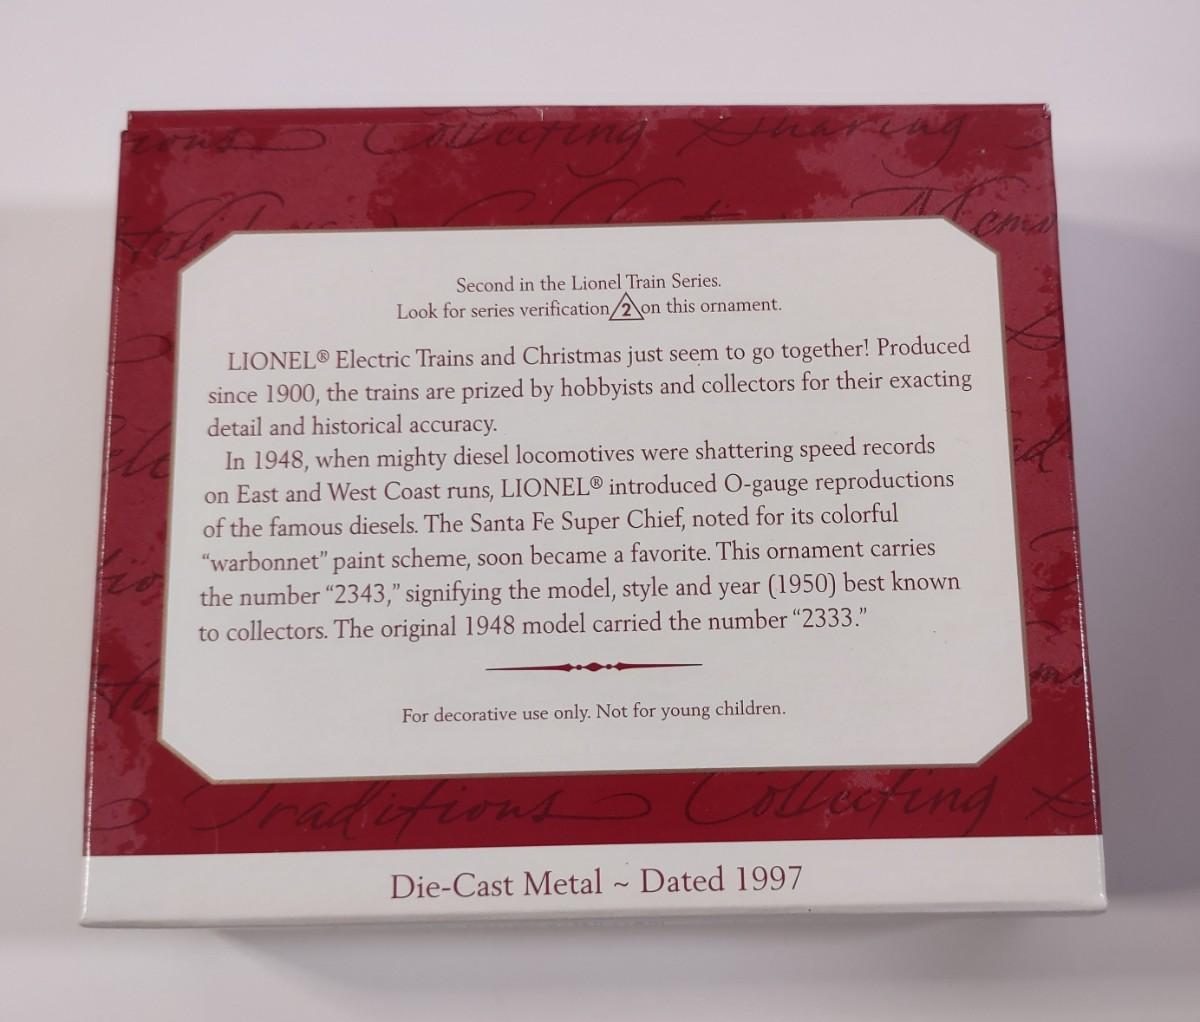 Collecting Sharing
Second in the Lionel Train Series.
Look for series verification 2 on this ornament.
LIONEL® Electric Trains and Christmas just seem to go together! Produced
since 1900, the trains are prized by hobbyists and collectors for their exacting
detail and historical accuracy.
In 1948, when mighty diesel locomotives were shattering speed records
on East and West Coast runs, LIONEL® introduced O-gauge reproductions
of the famous diesels. The Santa Fe Super Chief, noted for its colorful
“warbonnet” paint scheme, soon became a favorite. This ornament carries
the number “2343,” signifying the model, style and year (1950) best known
to collectors. The original 1948 model carried the number “2333.”
For decorative use only. Not for young children.
Traditions Collecting
Die-Cast Metal ~ Dated 1997